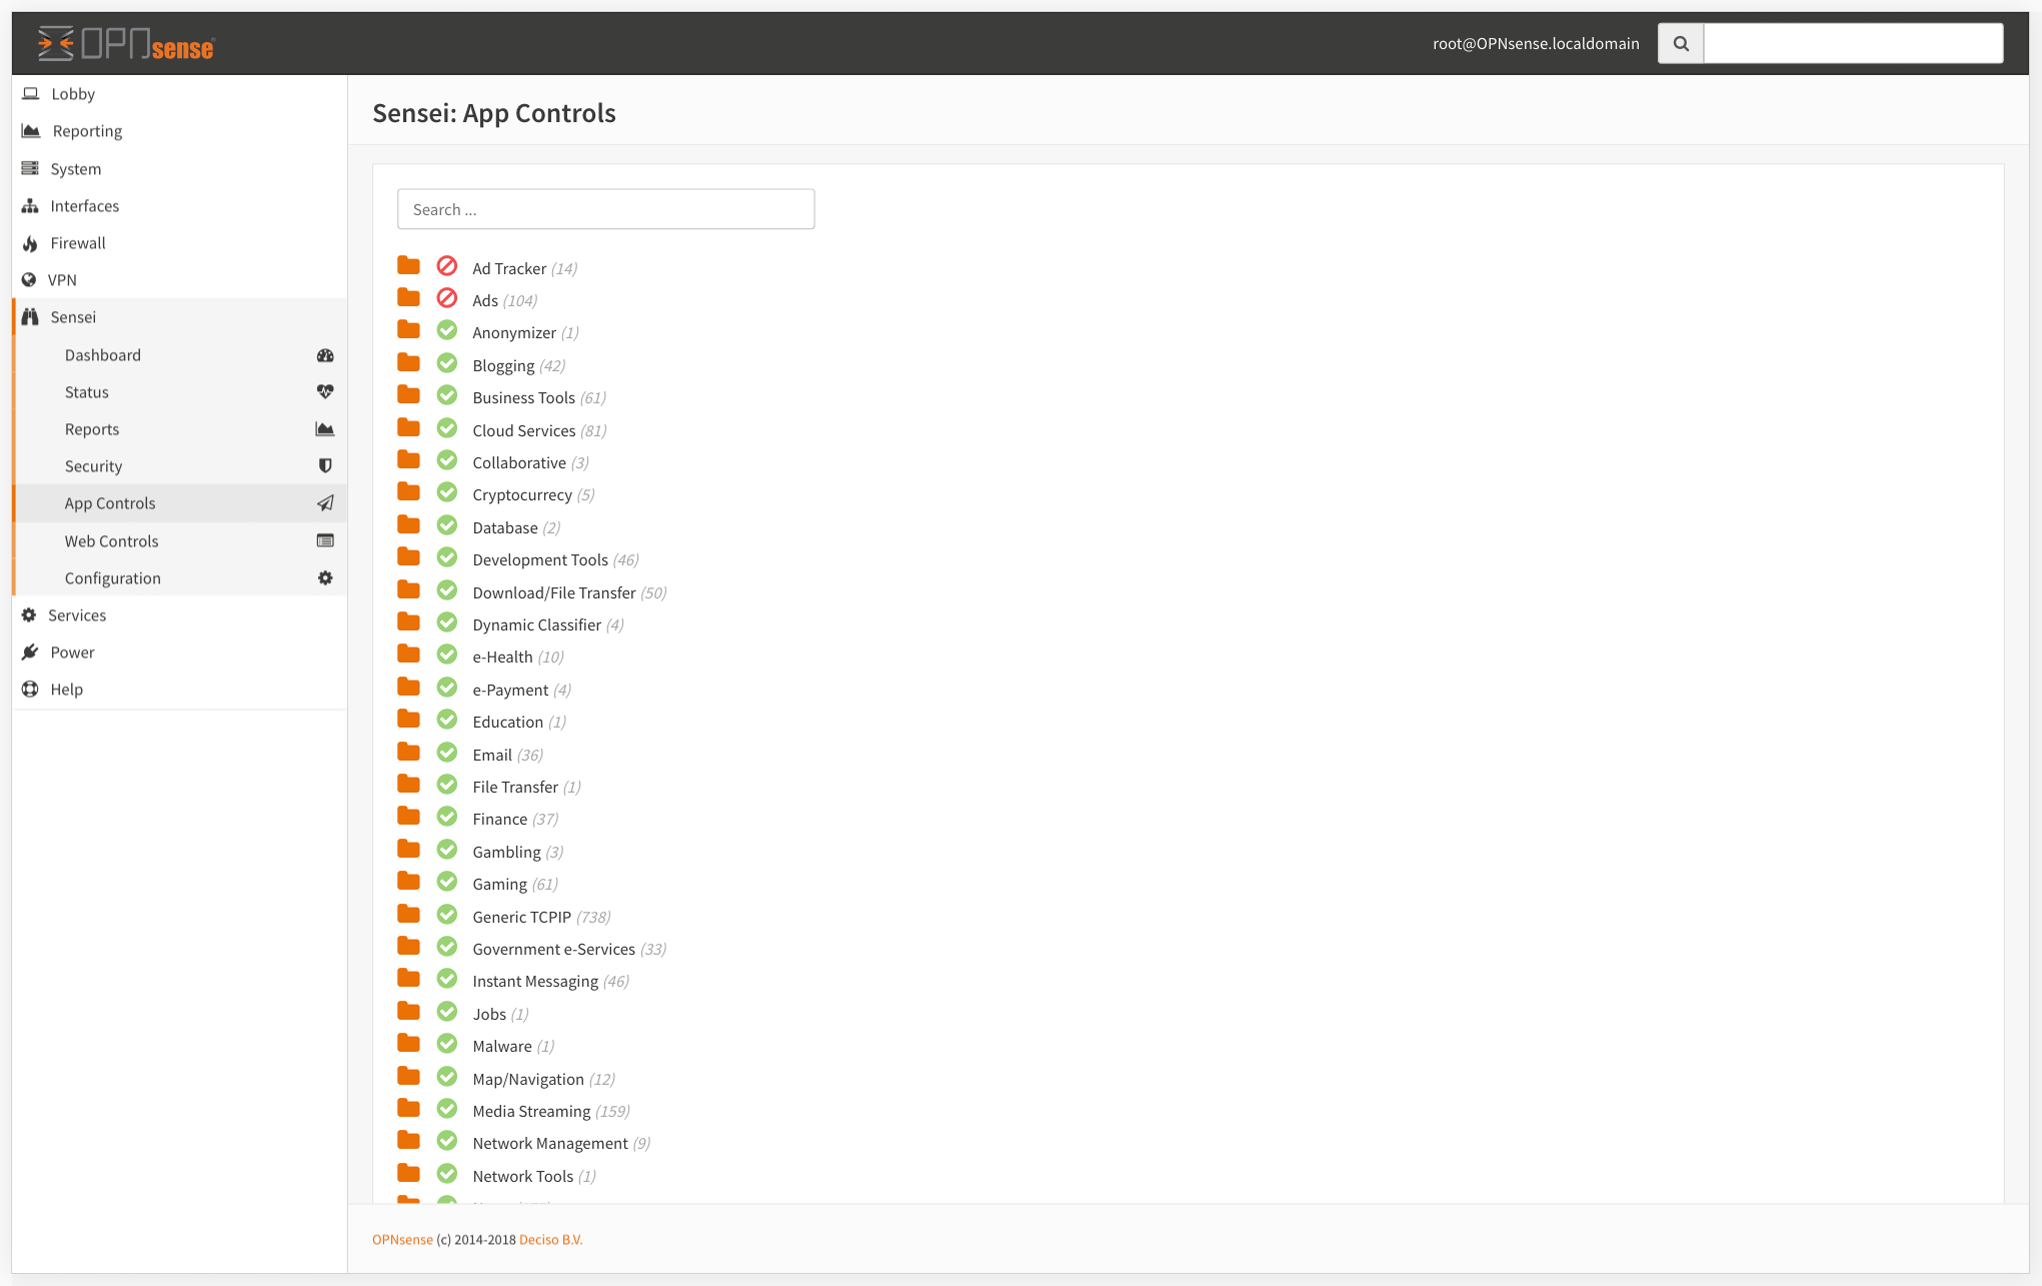 OPNsense
root@OPNsense.localdomain
Lobby
Reporting
System
Interfaces
Firewall
VPN
Sensei
Dashboard
Status
Reports
Security
App Controls
Web Controls
Configuration
Services
Power
Help
Sensei: App Controls
Search ...
Ad Tracker (14)
Ads (104)
Anonymizer (1)
Blogging (42)
Business Tools (61)
Cloud Services (81)
Collaborative (3)
Cryptocurrecy (5)
Database (2)
Development Tools (46)
Download/File Transfer (50)
Dynamic Classifier (4)
e-Health (10)
e-Payment (4)
Education (1)
Email (36)
File Transfer (1)
Finance (37)
Gambling (3)
Gaming (61)
Generic TCPIP (738)
Government e-Services (33)
Instant Messaging (46)
Jobs (1)
Malware (1)
Map/Navigation (12)
Media Streaming (159)
Network Management (9)
Network Tools (1)
OPNsense (c) 2014-2018 Deciso B.V.